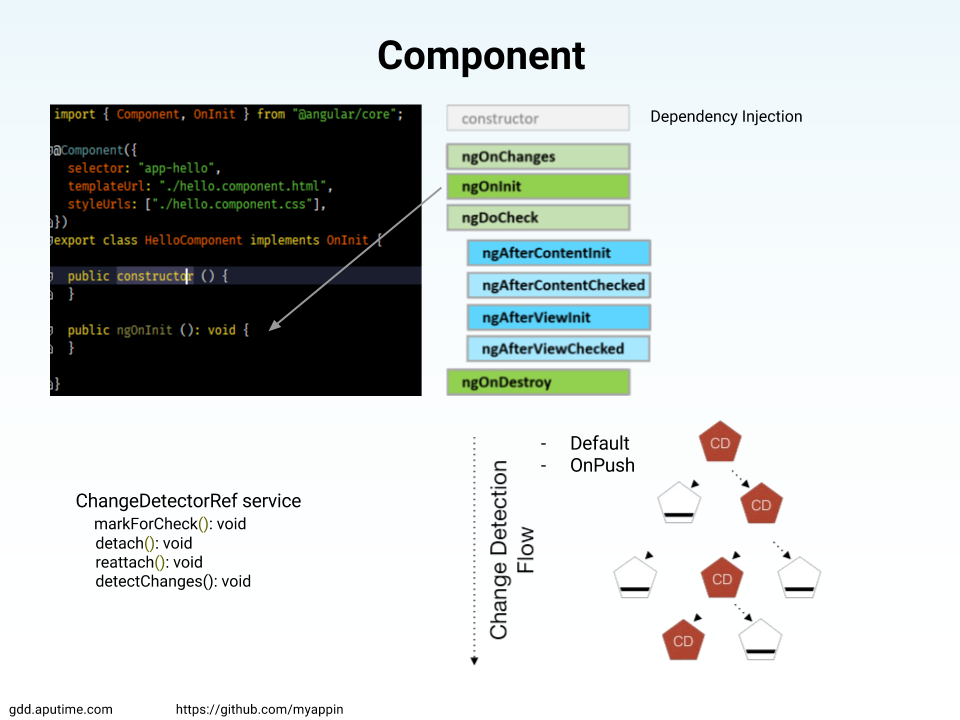 Component
import { Component, OnInit } from "@angular/core";
@Component({
selector: "app-hello",
templateUrl: "./hello.component.html",
styleUrls: ["./hello.component.css"],
})
export class HelloComponent implements OnInit {
public constructor () {
}
public ngOnInit (): void {
}
}
constructor
Dependency Injection
ngOnChanges
ngOnInit
ngDoCheck
ngAfterContentInit
ngAfterContentChecked
ngAfterViewInit
ngAfterViewChecked
ngOnDestroy
ChangeDetectorRef service
markForCheck(): void
detach(): void
reattach(): void
detectChanges(): void
Change Detection
Flow
- Default
- OnPush
CD
CD
CD
CD
gdd.aputime.com
https://github.com/myappin